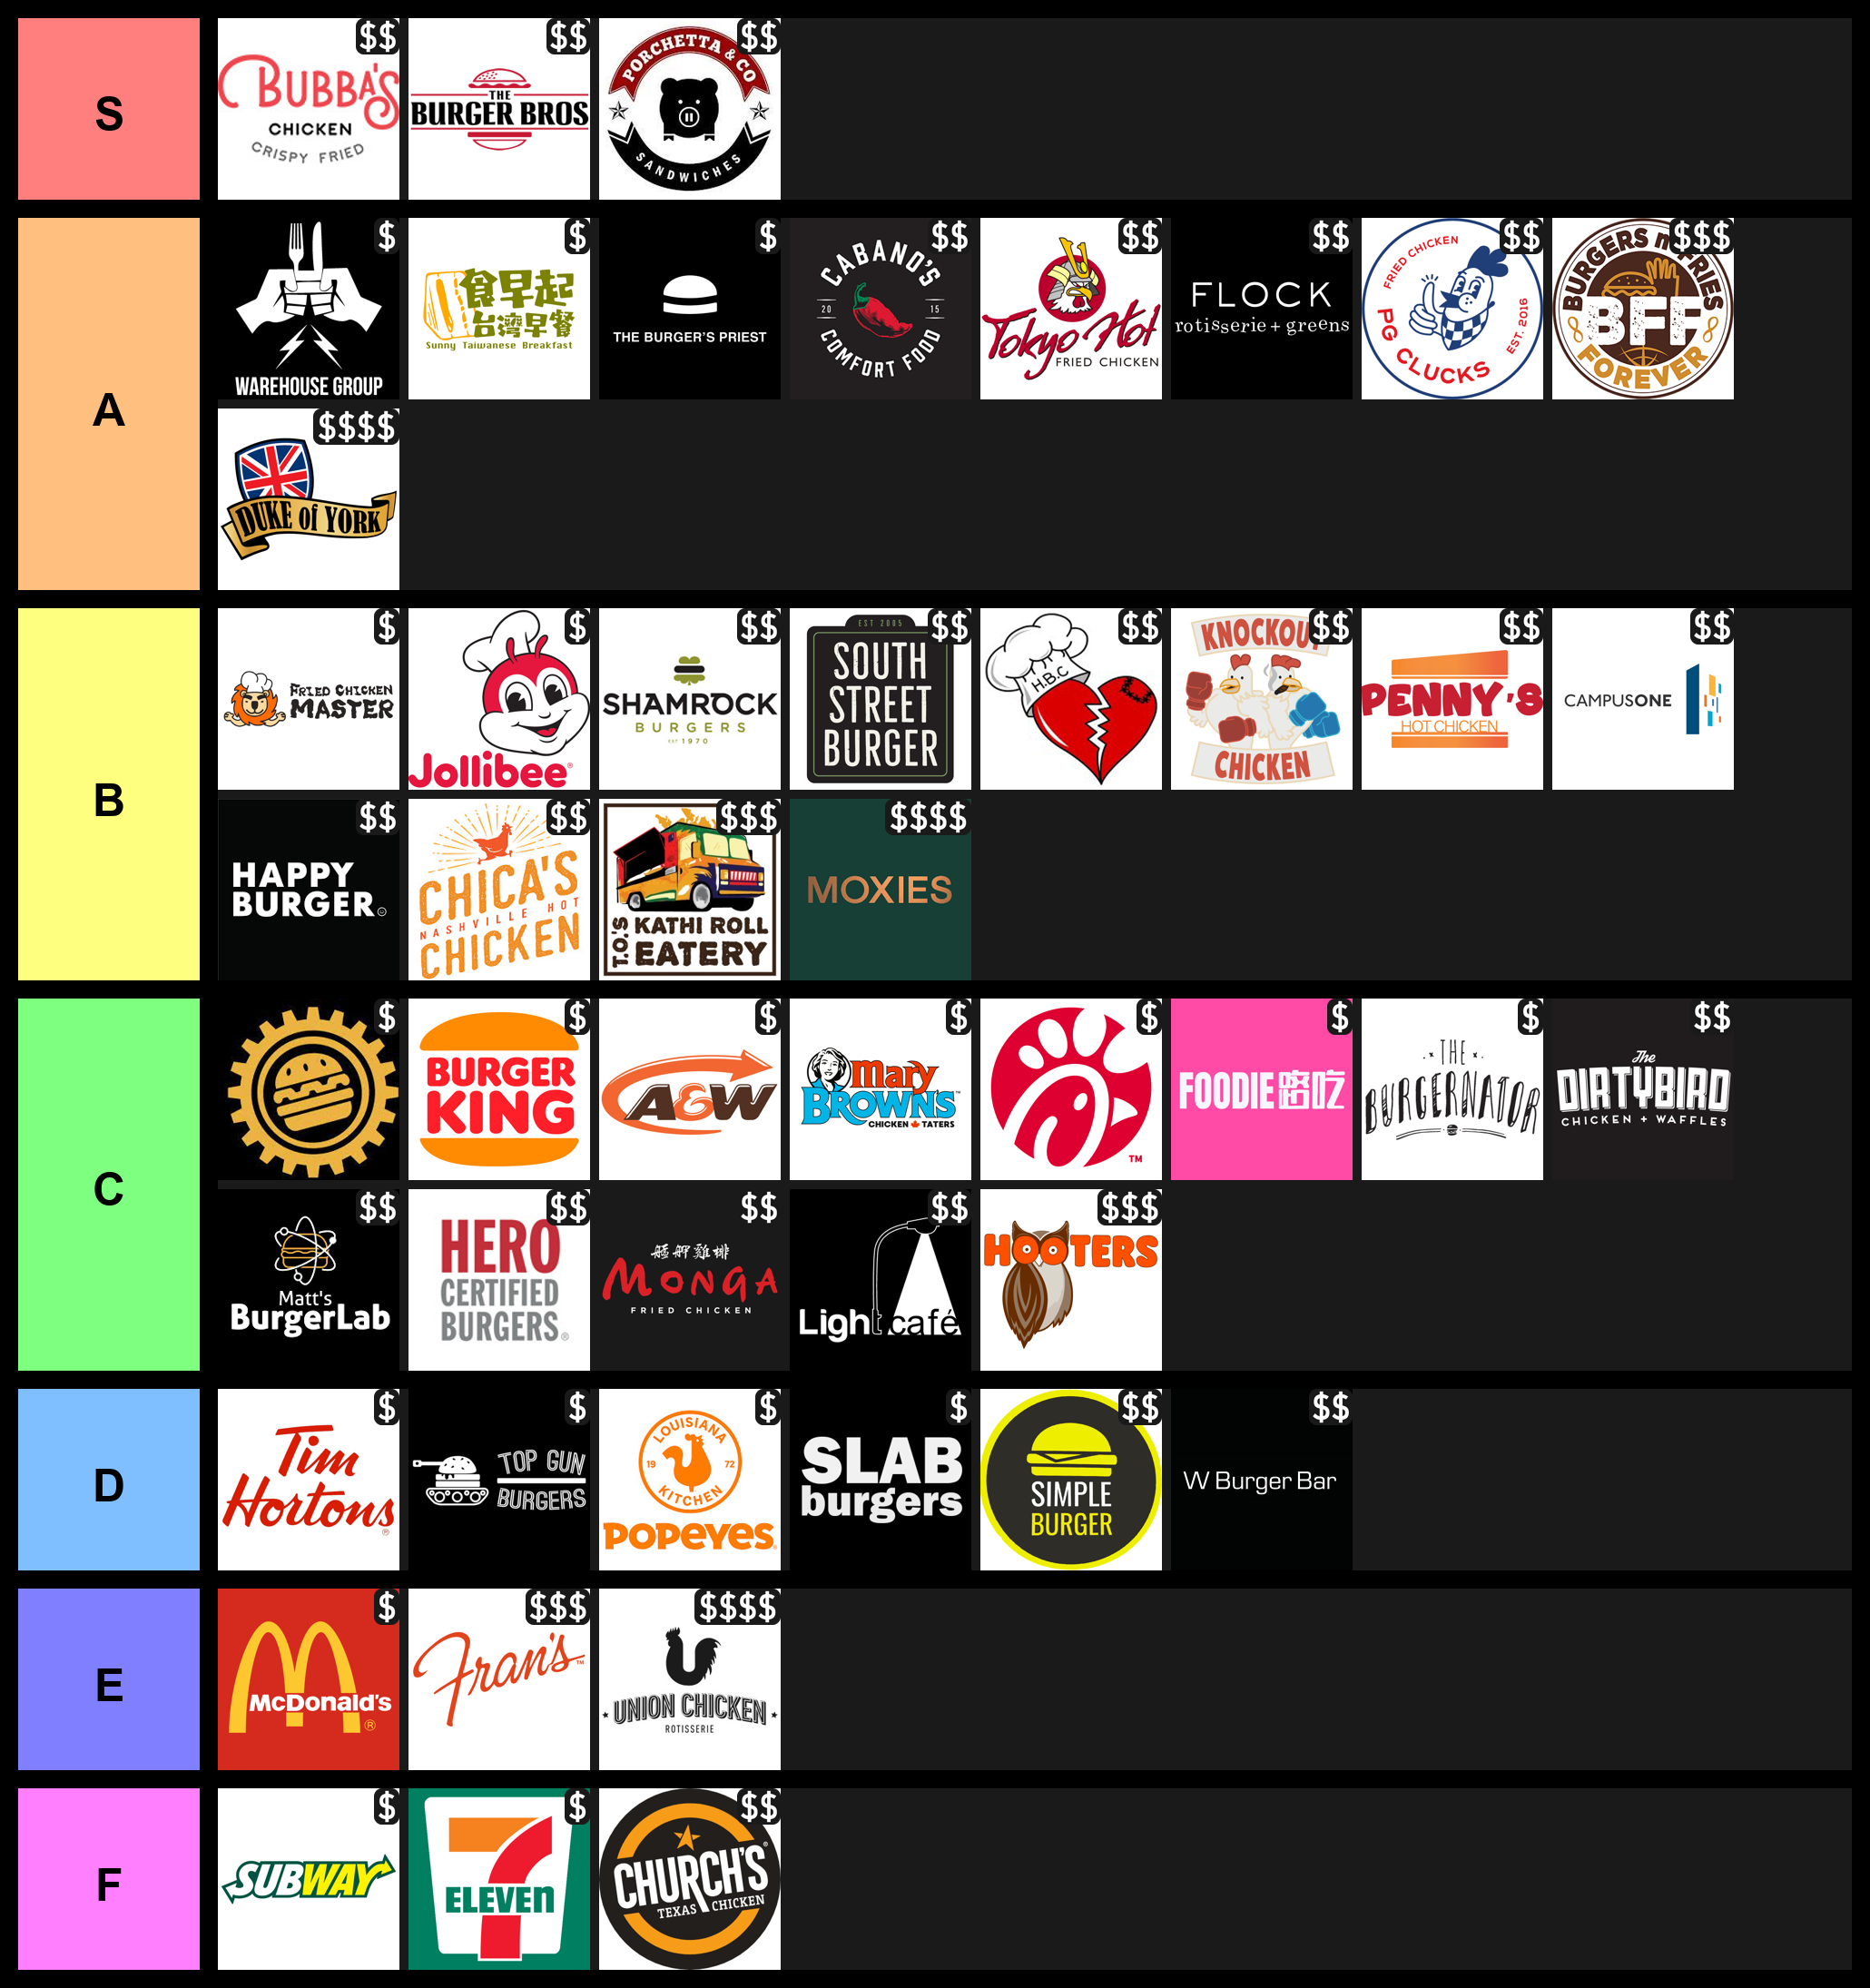 S
$$
BUBBA'S
CHICKEN
CRISPY FRIED
$$
THE
BURGER BROS
$$
PORCHETTA & CO
SANDWICHES
A
$
WAREHOUSE GROUP
$
食早起
台灣早餐
Sunny Taiwanese Breakfast
$
THE BURGER'S PRIEST
$$
CABANO'S
20 15
COMFORT FOOD
$$
Tokyo Hot
FRIED CHICKEN
$$
FLOCK
rotisserie + greens
$$
FRIED CHICKEN
PG CLUCKS
EST. 2016
$$$
BURGERS n' FRIES
BFF
FOREVER
$$$$
DUKE of YORK
B
$
FRIED CHICKEN
MASTER
$
Jollibee®
$$
SHAMROCK
BURGERS
EST 1970
$$
EST 2005
SOUTH
STREET
BURGER
$$
H.B.C
$$
KNOCKOUT
CHICKEN
$$
PENNY'S
HOT CHICKEN
$$
CAMPUSONE
$$
HAPPY
BURGER
$$
CHICA'S
NASHVILLE HOT
CHICKEN
$$$
T.O.'S
KATHI ROLL
EATERY
$$$$
MOXIES
C
$
$
BURGER
KING
$
A&W
$
mary
BROWN'S™
CHICKEN TATERS
$
™
$
FOODIE 嘻吃
$
THE
BURGERNATOR
$$
The
DIRTYBIRD
CHICKEN + WAFFLES
$$
Matt's
BurgerLab
$$
HERO
CERTIFIED
BURGERS®
$$
艋舺雞排
MONGA
FRIED CHICKEN
$$
Light café
$$$
HOOTERS
D
$
Tim
Hortons®
$
TOP GUN
BURGERS
$
LOUISIANA
19 72
KITCHEN
POPEYES®
$
SLAB
burgers
$$
SIMPLE
BURGER
$$
W Burger Bar
E
$
McDonald's
®
$$$
Fran's™
$$$$
UNION CHICKEN
ROTISSERIE
F
$
SUBWAY
$
7
ELEVEn
$$
CHURCH'S®
TEXAS CHICKEN